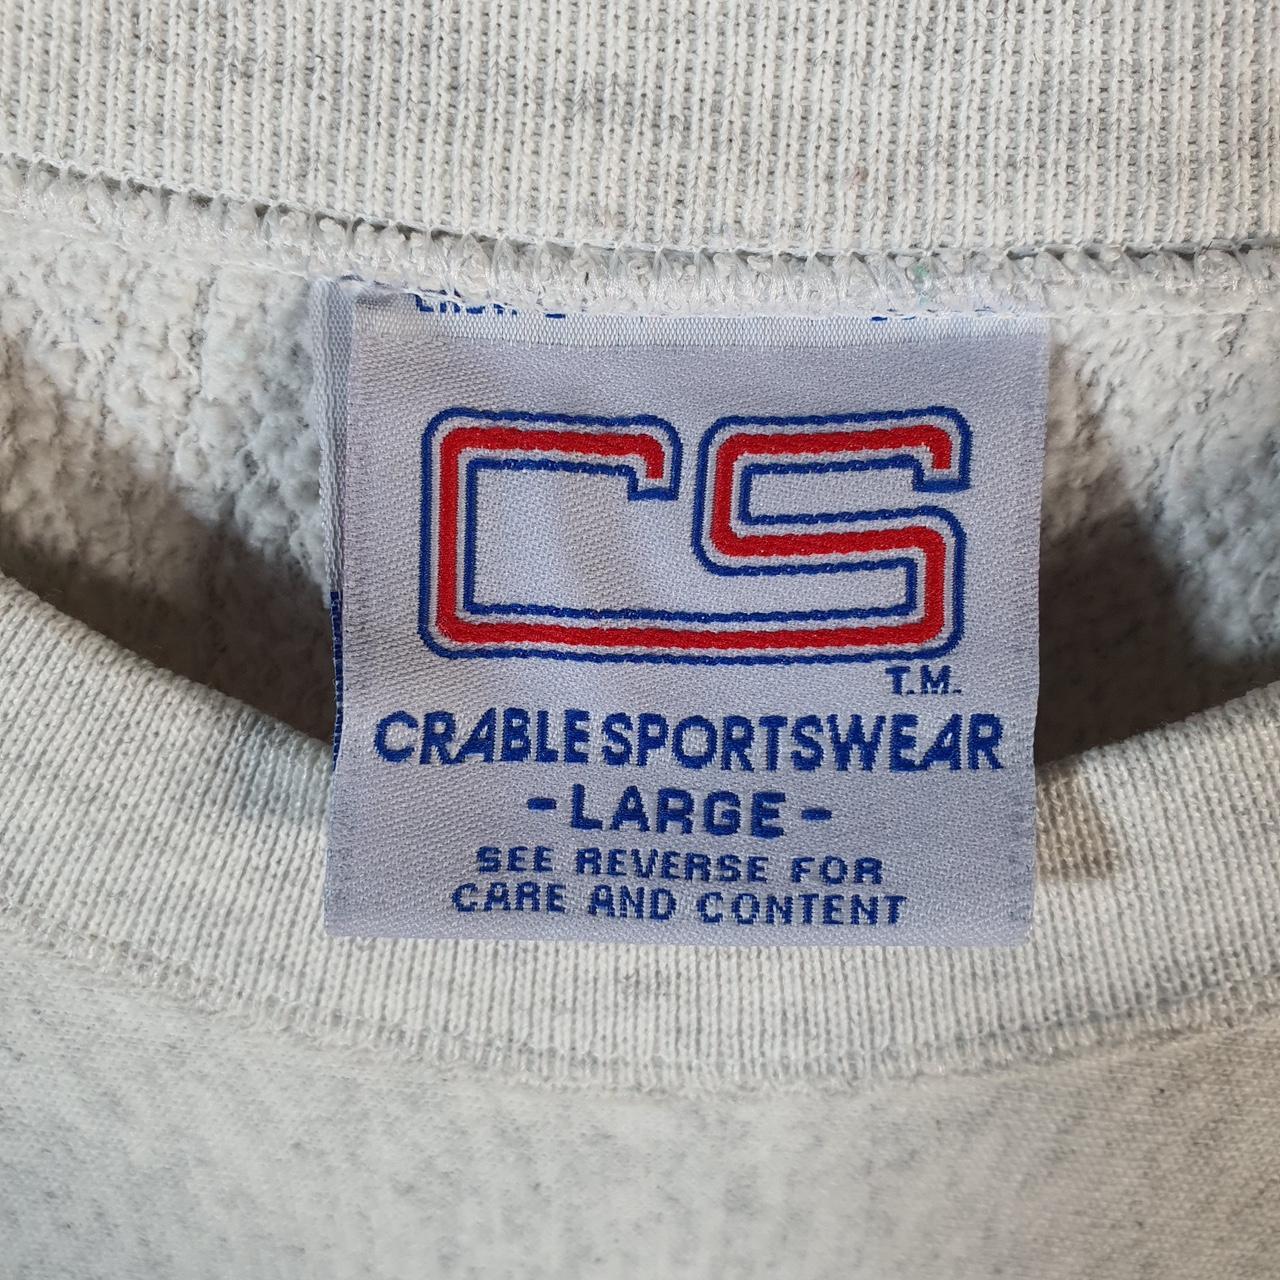 CS
T.M.
CRABLE SPORTSWEAR
- LARGE -
SEE REVERSE FOR
CARE AND CONTENT